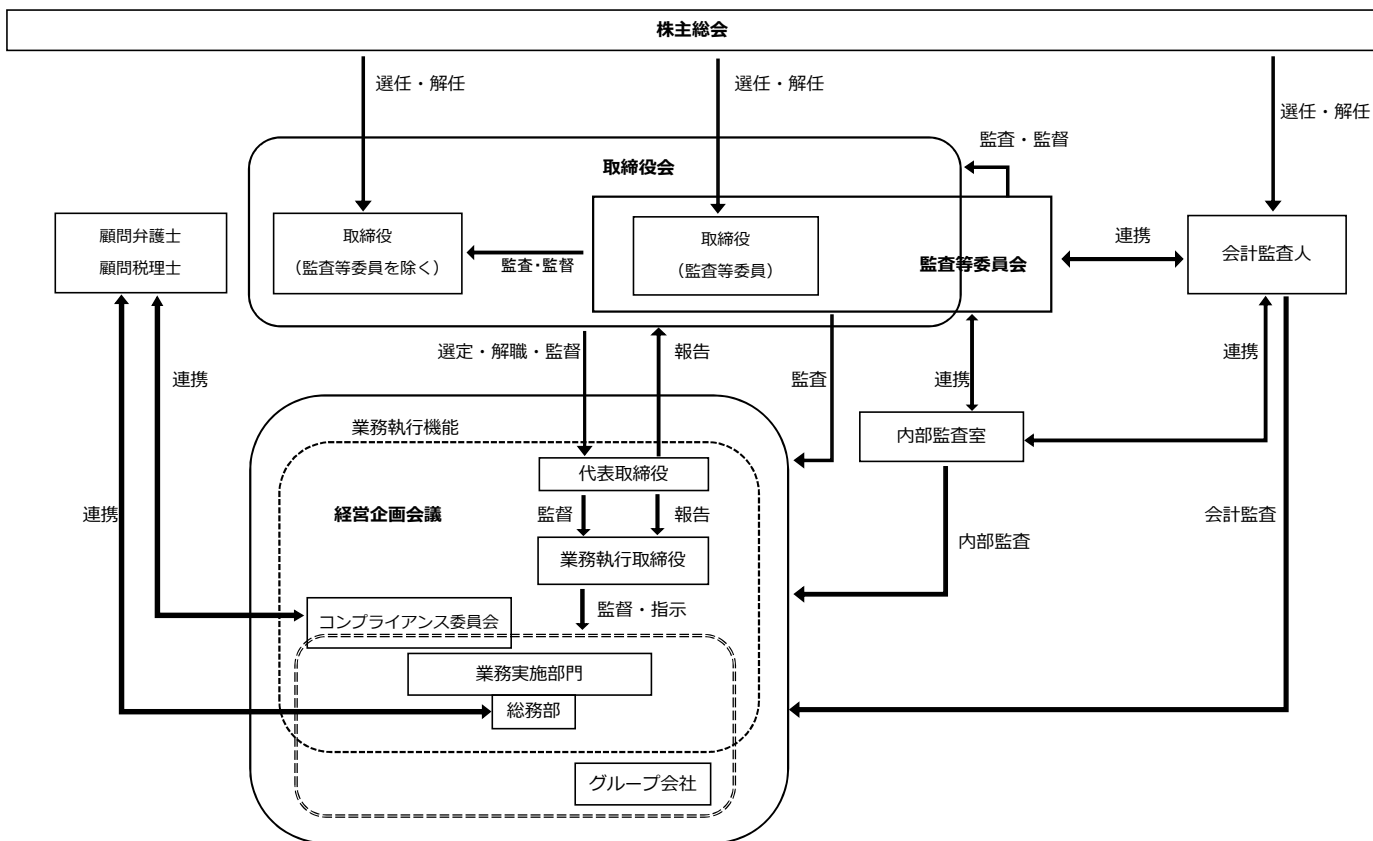 株主総会
選任・解任
選任・解任
選任・解任
監査・監督
取締役会
顧問弁護士
顧問税理士
取締役
(監査等委員を除く)
監査・監督
取締役
(監査等委員)
監査等委員会
連携
会計監査人
選定・解職・監督
報告
監査
連携
連携
連携
業務執行機能
内部監査室
代表取締役
経営企画会議
監督
報告
連携
会計監査
内部監査
業務執行取締役
監督・指示
コンプライアンス委員会
業務実施部門
総務部
グループ会社